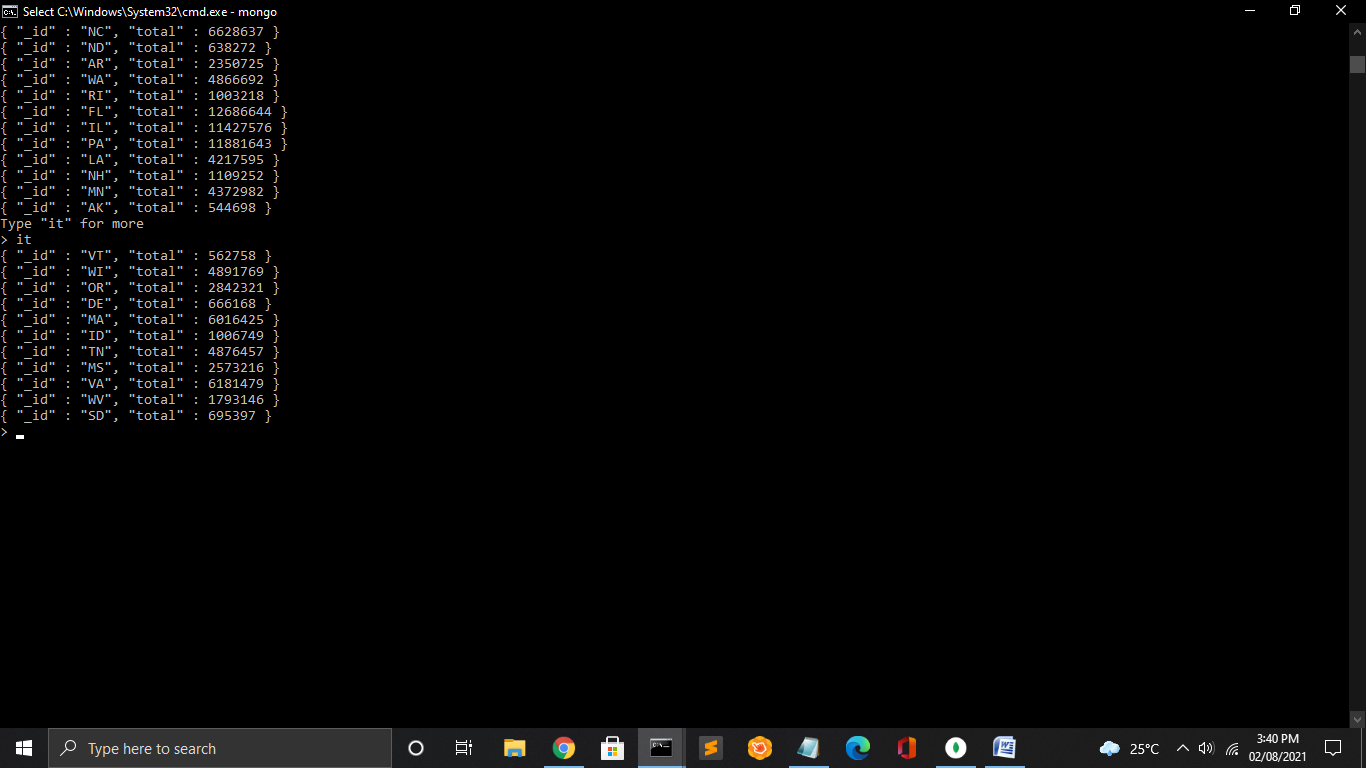 Select C:\Windows\System32\cmd.exe - mongo
{ "_id" : "NC", "total" : 6628637 }
{ "_id" : "ND", "total" : 638272 }
{ "_id" : "AR", "total" : 2350725 }
{ "_id" : "WA", "total" : 4866692 }
{ "_id" : "RI", "total" : 1003218 }
{ "_id" : "FL", "total" : 12686644 }
{ "_id" : "IL", "total" : 11427576 }
{ "_id" : "PA", "total" : 11881643 }
{ "_id" : "LA", "total" : 4217595 }
{ "_id" : "NH", "total" : 1109252 }
{ "_id" : "MN", "total" : 4372982 }
{ "_id" : "AK", "total" : 544698 }
Type "it" for more
> it
{ "_id" : "VT", "total" : 562758 }
{ "_id" : "WI", "total" : 4891769 }
{ "_id" : "OR", "total" : 2842321 }
{ "_id" : "DE", "total" : 666168 }
{ "_id" : "MA", "total" : 6016425 }
{ "_id" : "ID", "total" : 1006749 }
{ "_id" : "TN", "total" : 4876457 }
{ "_id" : "MS", "total" : 2573216 }
{ "_id" : "VA", "total" : 6181479 }
{ "_id" : "WV", "total" : 1793146 }
{ "_id" : "SD", "total" : 695397 }
>
Type here to search
25°C
3:40 PM
02/08/2021